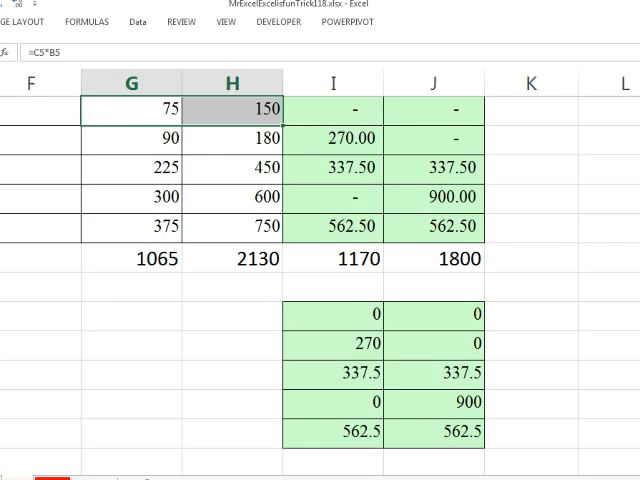 MrExcelExcelisfunTrick118.xlsx - Excel
GE LAYOUT FORMULAS Data REVIEW VIEW DEVELOPER POWERPIVOT
fx =C5*B5
F G H I J K L
75 150 - -
90 180 270.00 -
225 450 337.50 337.50
300 600 - 900.00
375 750 562.50 562.50
1065 2130 1170 1800
0 0
270 0
337.5 337.5
0 900
562.5 562.5